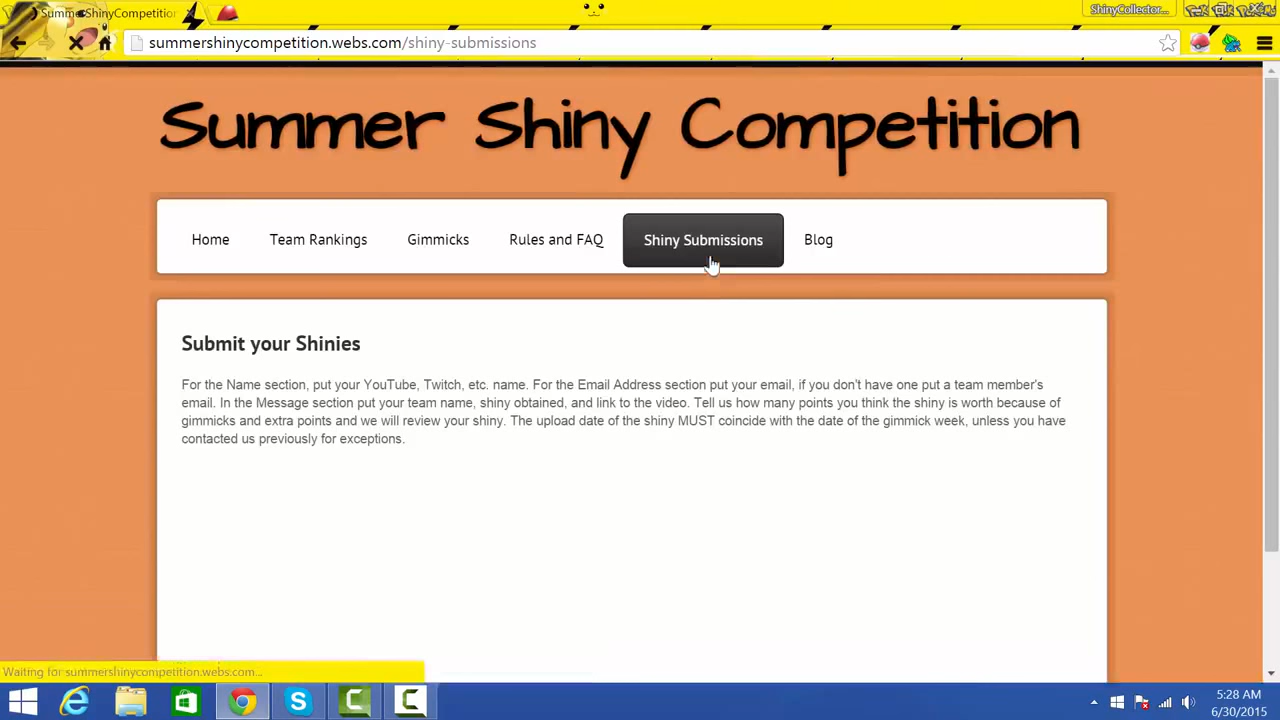 SummerShinyCompetition
ShinyCollector...
summershinycompetition.webs.com/shiny-submissions
Summer Shiny Competition
Home Team Rankings Gimmicks Rules and FAQ Shiny Submissions Blog
Submit your Shinies
For the Name section, put your YouTube, Twitch, etc. name. For the Email Address section put your email, if you don't have one put a team member's
email. In the Message section put your team name, shiny obtained, and link to the video. Tell us how many points you think the shiny is worth because of
gimmicks and extra points and we will review your shiny. The upload date of the shiny MUST coincide with the date of the gimmick week, unless you have
contacted us previously for exceptions.
Waiting for summershinycompetition.webs.com...
5:28 AM
6/30/2015